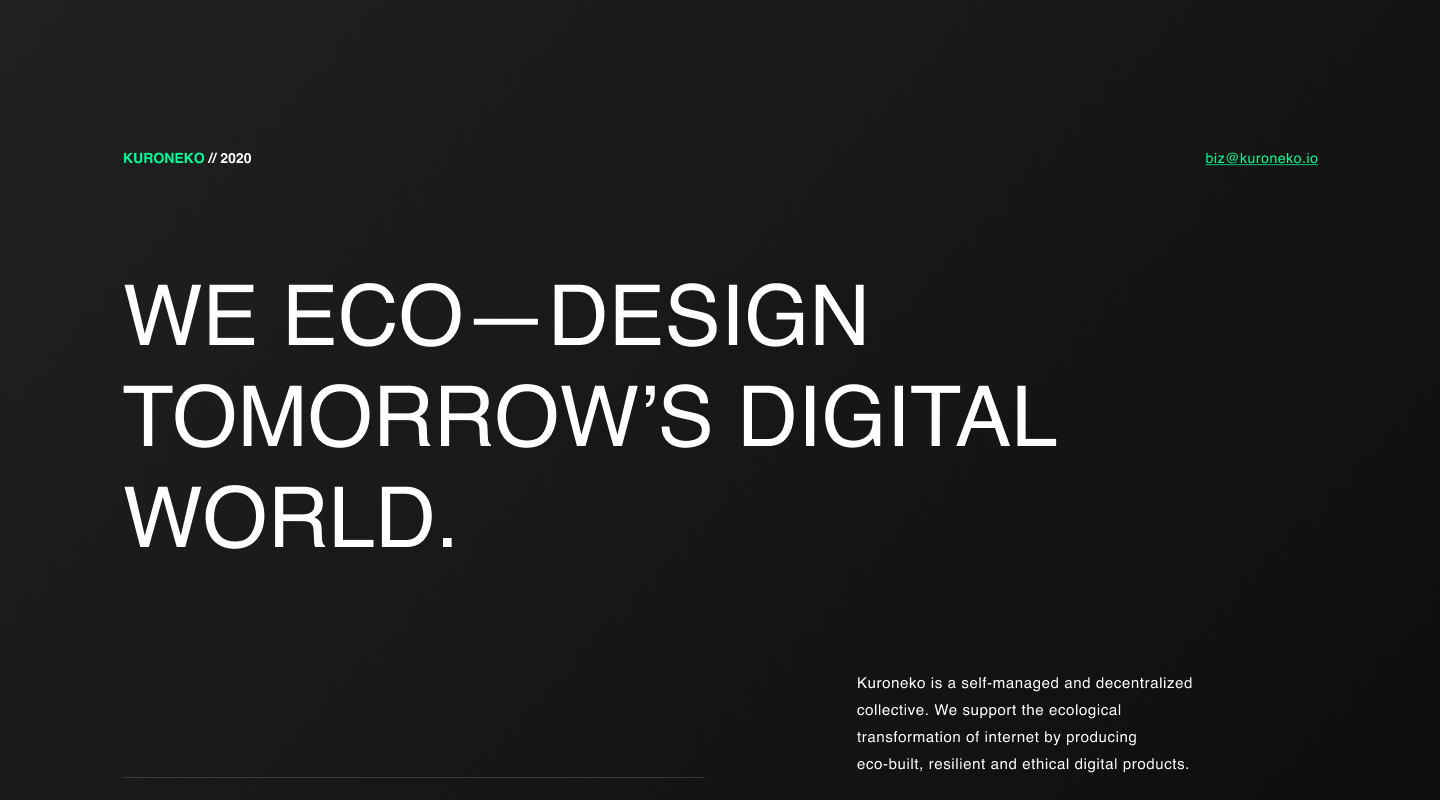 KURONEKO // 2020
biz@kuroneko.io
WE ECO—DESIGN
TOMORROW’S DIGITAL
WORLD.
Kuroneko is a self-managed and decentralized
collective. We support the ecological
transformation of internet by producing
eco-built, resilient and ethical digital products.